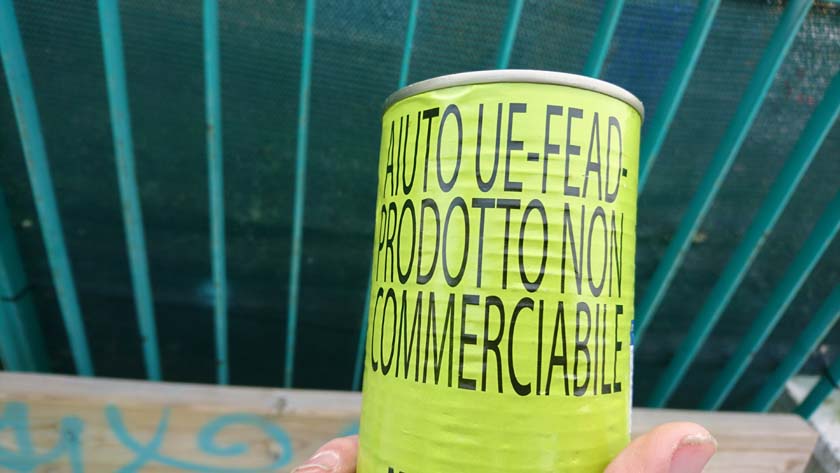 AIUTO UE-FEAD-
PRODOTTO NON
COMMERCIABILE